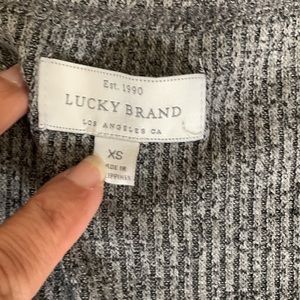 Est. 1990
LUCKY BRAND
LOS ANGELES CA
XS
MADE IN